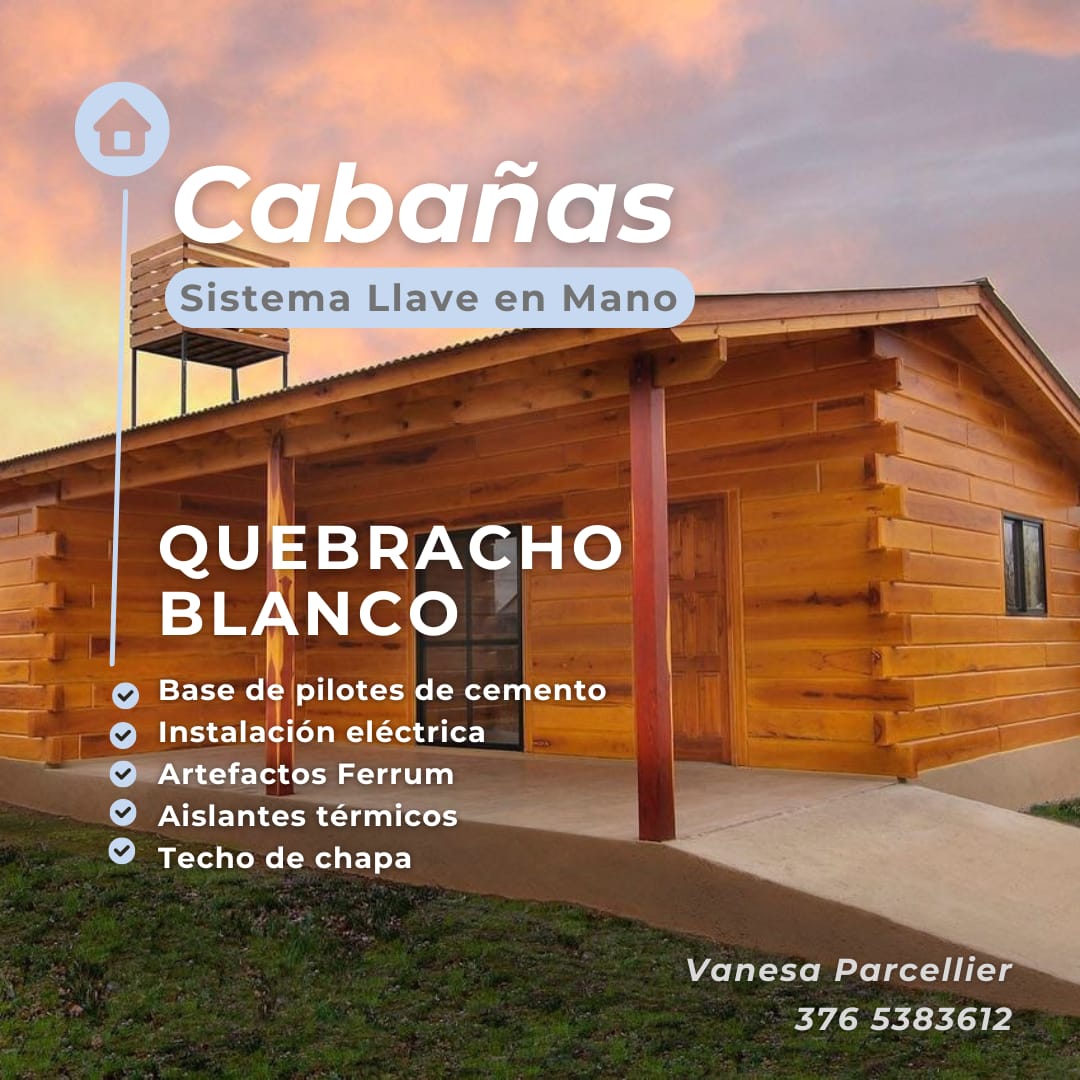 Cabañas
Sistema Llave en Mano
QUEBRACHO
BLANCO
Base de pilotes de cemento
Instalación eléctrica
Artefactos Ferrum
Aislantes térmicos
Techo de chapa
Vanesa Parcellier
376 5383612